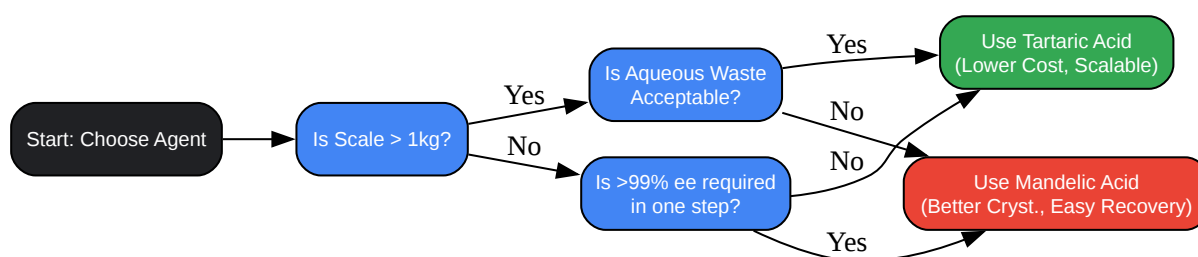 Start: Choose Agent
Is Scale > 1kg?
Yes
No
Is Aqueous Waste
Acceptable?
Is >99% ee required
in one step?
Yes
No
No
Yes
Use Tartaric Acid
(Lower Cost, Scalable)
Use Mandelic Acid
(Better Cryst., Easy Recovery)